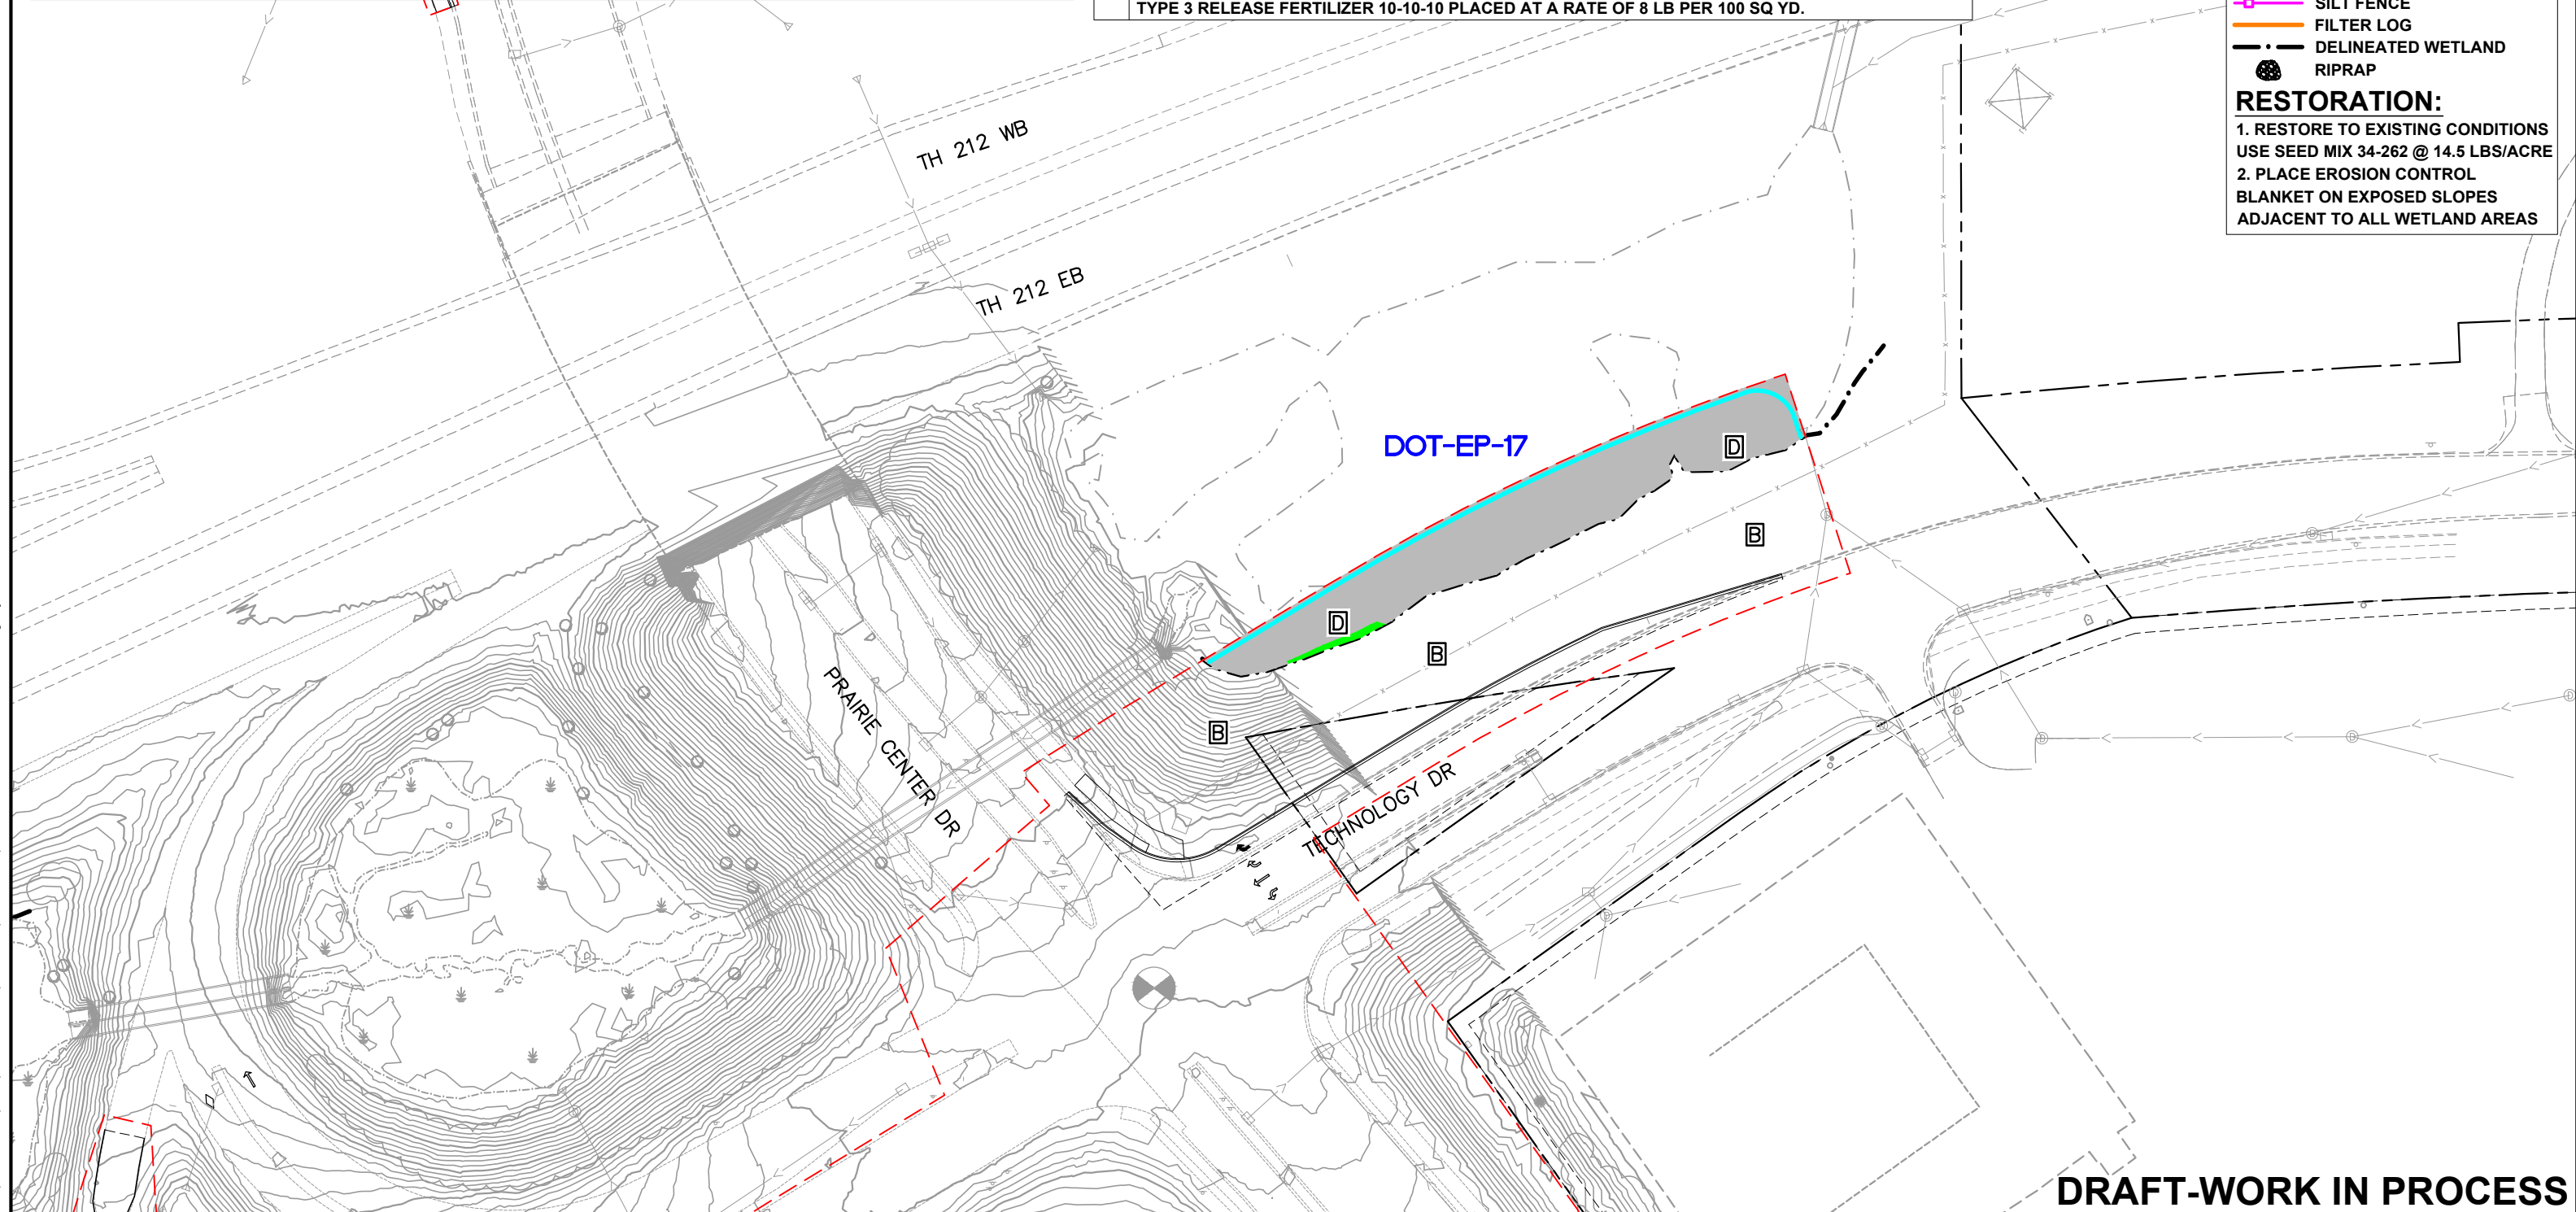 TYPE 3 RELEASE FERTILIZER 10-10-10 PLACED AT A RATE OF 8 LB PER 100 SQ YD.
SILT FENCE
FILTER LOG
DELINEATED WETLAND
RIPRAP
RESTORATION:
1. RESTORE TO EXISTING CONDITIONS
USE SEED MIX 34-262 @ 14.5 LBS/ACRE
2. PLACE EROSION CONTROL
BLANKET ON EXPOSED SLOPES
ADJACENT TO ALL WETLAND AREAS
TH 212 WB
TH 212 EB
DOT-EP-17
D
B
D
B
B
PRAIRIE CENTER DR
TECHNOLOGY DR
DRAFT-WORK IN PROCESS